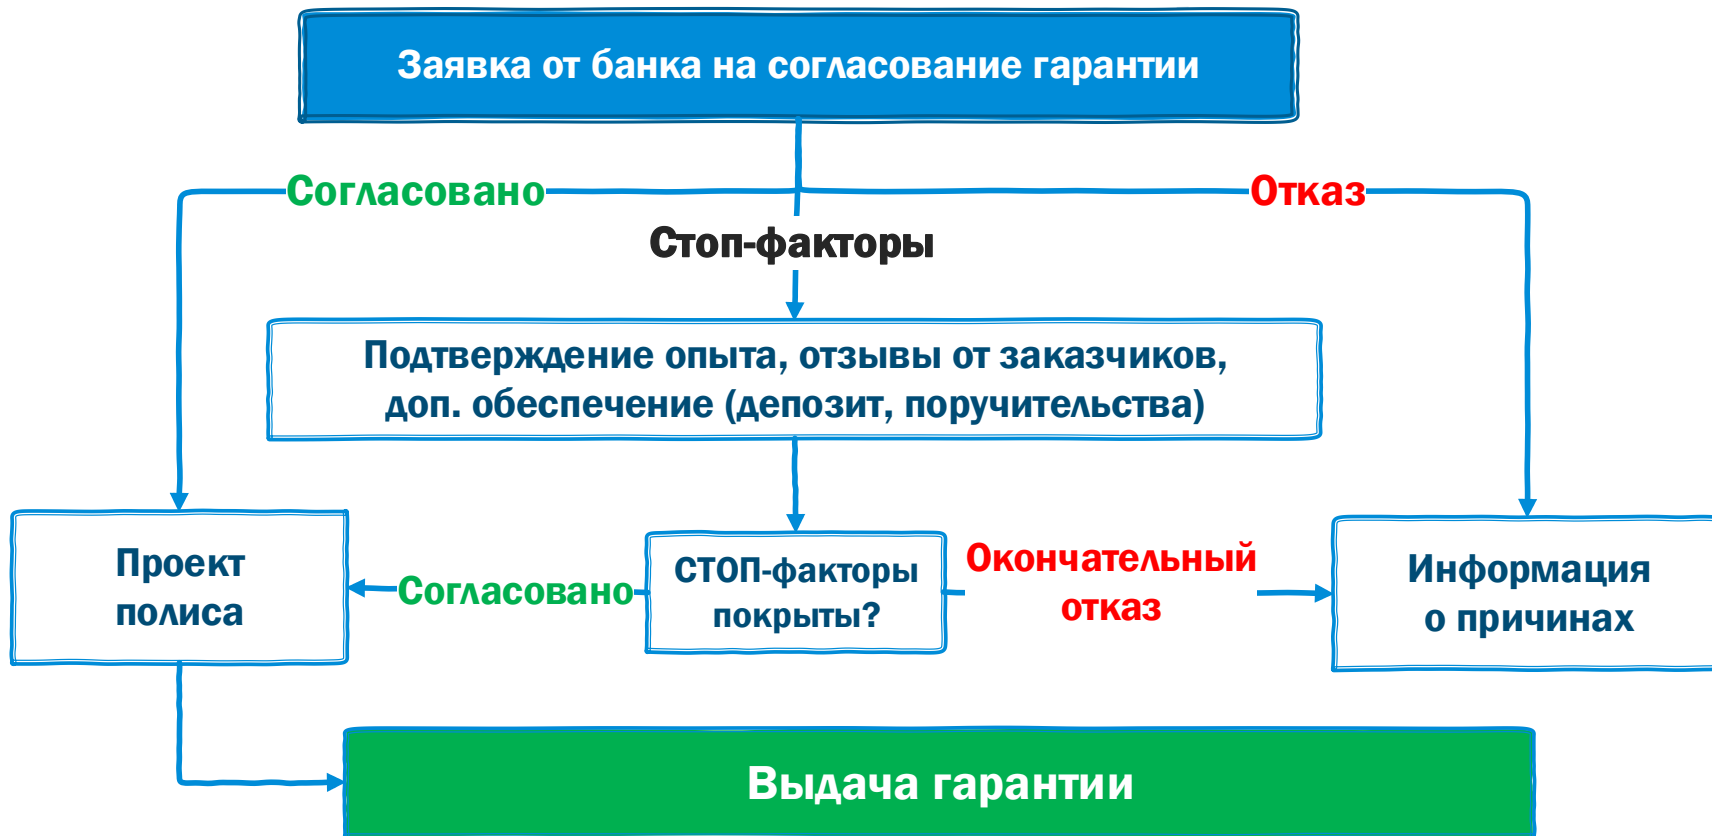 Заявка от банка на согласование гарантии
Согласовано
Отказ
Стоп-факторы
Подтверждение опыта, отзывы от заказчиков,
доп. обеспечение (депозит, поручительства)
Проект
полиса
Согласовано
СТОП-факторы
покрыты?
Окончательный
отказ
Информация
о причинах
Выдача гарантии